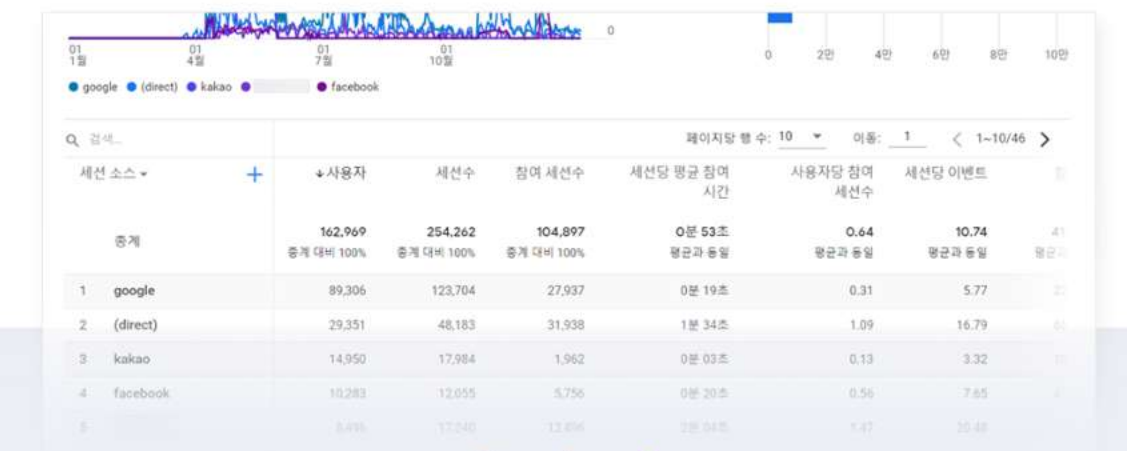 0
01 01 01 01
1월 4월 7월 10월
0 2만 4만 6만 8만 10만
google (direct) kakao facebook
검색... 페이지당 행 수: 10 이동: 1 1~10/46
세션 소스 + 사용자 세션수 참여 세션수 세션당 평균 참여 사용자당 참여 세션당 이벤트
시간 세션수
총계 162,969 254,262 104,897 0분 53초 0.64 10.74 41
총계 대비 100% 총계 대비 100% 총계 대비 100% 평균과 동일 평균과 동일 평균과 동일
1 google 89,306 123,704 27,937 0분 19초 0.31 5.77
2 (direct) 29,351 48,183 31,938 1분 34초 1.09 16.79
3 kakao 14,950 17,984 1,962 0분 03초 0.13 3.32
4 facebook 10,283 12,055 5,756 0분 20초 0.56 7.65
5 17,240